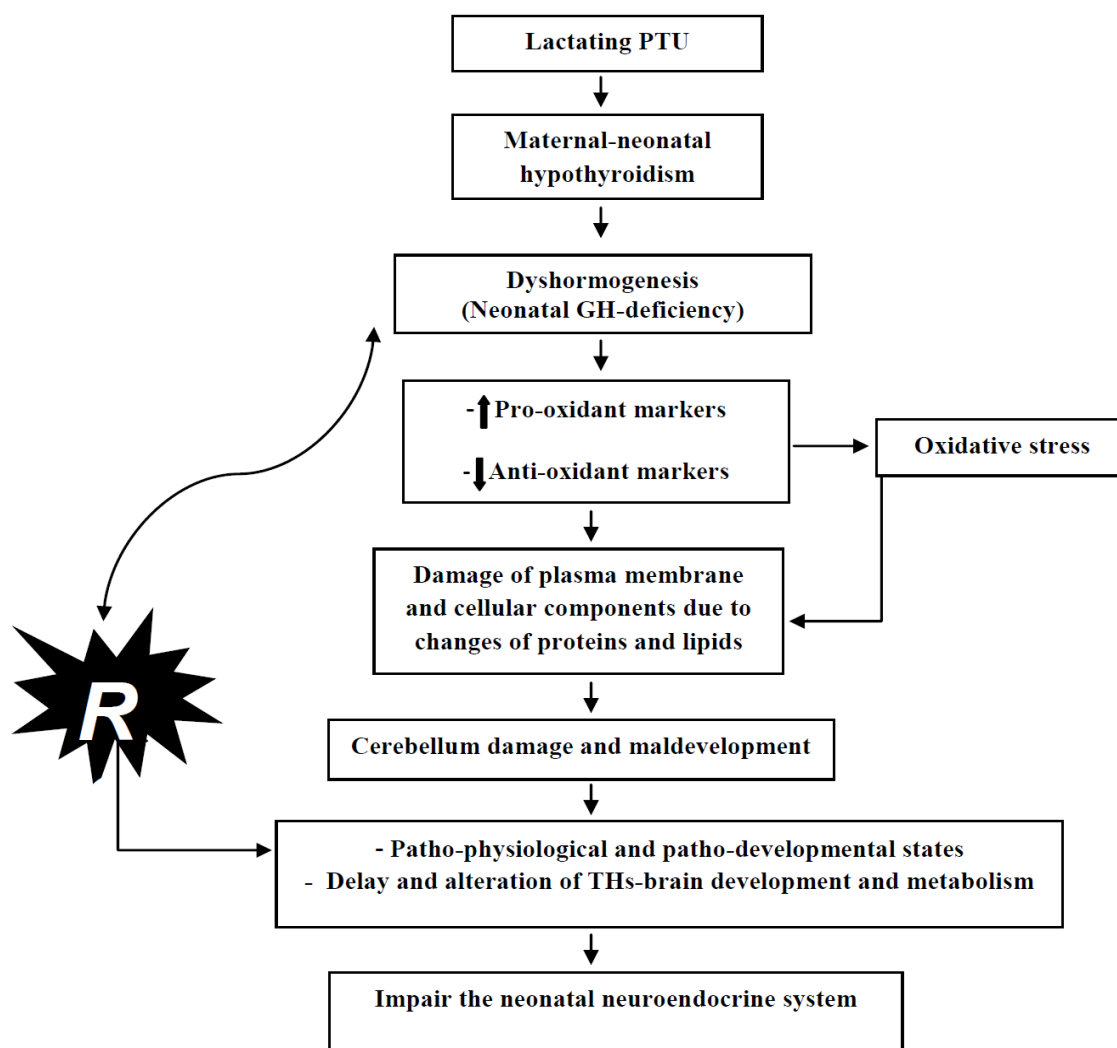 Lactating PTU
Maternal-neonatal
hypothyroidism
Dyshormogenesis
(Neonatal GH-deficiency)
-⬆Pro-oxidant markers
-⬇Anti-oxidant markers
Oxidative stress
Damage of plasma membrane
and cellular components due to
changes of proteins and lipids
R
Cerebellum damage and maldevelopment
- Patho-physiological and patho-developmental states
- Delay and alteration of THs-brain development and metabolism
Impair the neonatal neuroendocrine system